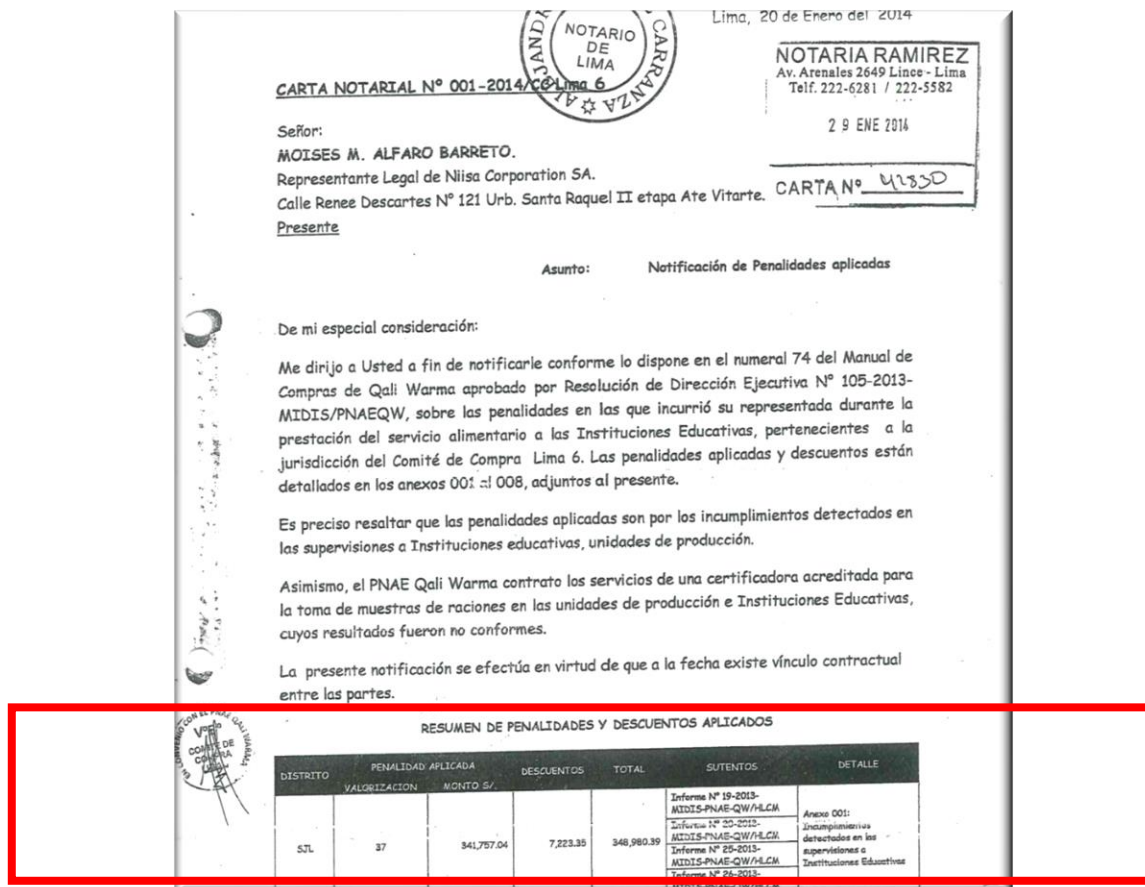 Lima, 20 de Enero del 2014
NOTARIO
DE
LIMA
CARRANZA
NOTARIA RAMIREZ
Av. Arenales 2649 Lince - Lima
Telf. 222-6281 / 222-5582
29 ENE 2014
CARTA Nº 42830
CARTA NOTARIAL Nº 001-2014/CC Lima 6
Señor:
MOISES M. ALFARO BARRETO.
Representante Legal de Niisa Corporation SA.
Calle Renee Descartes Nº 121 Urb. Santa Raquel II etapa Ate Vitarte.
Presente
Asunto: Notificación de Penalidades aplicadas
De mi especial consideración:
Me dirijo a Usted a fin de notificarle conforme lo dispone en el numeral 74 del Manual de
Compras de Qali Warma aprobado por Resolución de Dirección Ejecutiva Nº 105-2013-
MIDIS/PNAEQW, sobre las penalidades en las que incurrió su representada durante la
prestación del servicio alimentario a las Instituciones Educativas, pertenecientes a la
jurisdicción del Comité de Compra Lima 6. Las penalidades aplicadas y descuentos están
detallados en los anexos 001 al 008, adjuntos al presente.
Es preciso resaltar que las penalidades aplicadas son por los incumplimientos detectados en
las supervisiones a Instituciones educativas, unidades de producción.
Asimismo, el PNAE Qali Warma contrato los servicios de una certificadora acreditada para
la toma de muestras de raciones en las unidades de producción e Instituciones Educativas,
cuyos resultados fueron no conformes.
La presente notificación se efectúa en virtud de que a la fecha existe vínculo contractual
entre las partes.
RESUMEN DE PENALIDADES Y DESCUENTOS APLICADOS
DISTRITO PENALIDAD APLICADA DESCUENTOS TOTAL SUTENTOS DETALLE
VALORIZACION MONTO S/.
SJL 37 341,757.04 7,223.35 348,980.39
Informe Nº 19-2013-
MIDIS-PNAE-QW/HLCM
Informe Nº 20-2013-
MIDIS-PNAE-QW/HLCM
Informe Nº 25-2013-
MIDIS-PNAE-QW/HLCM
Informe Nº 26-2013-
Anexo 001:
Incumplimientos
detectados en las
supervisiones a
Instituciones Educativas